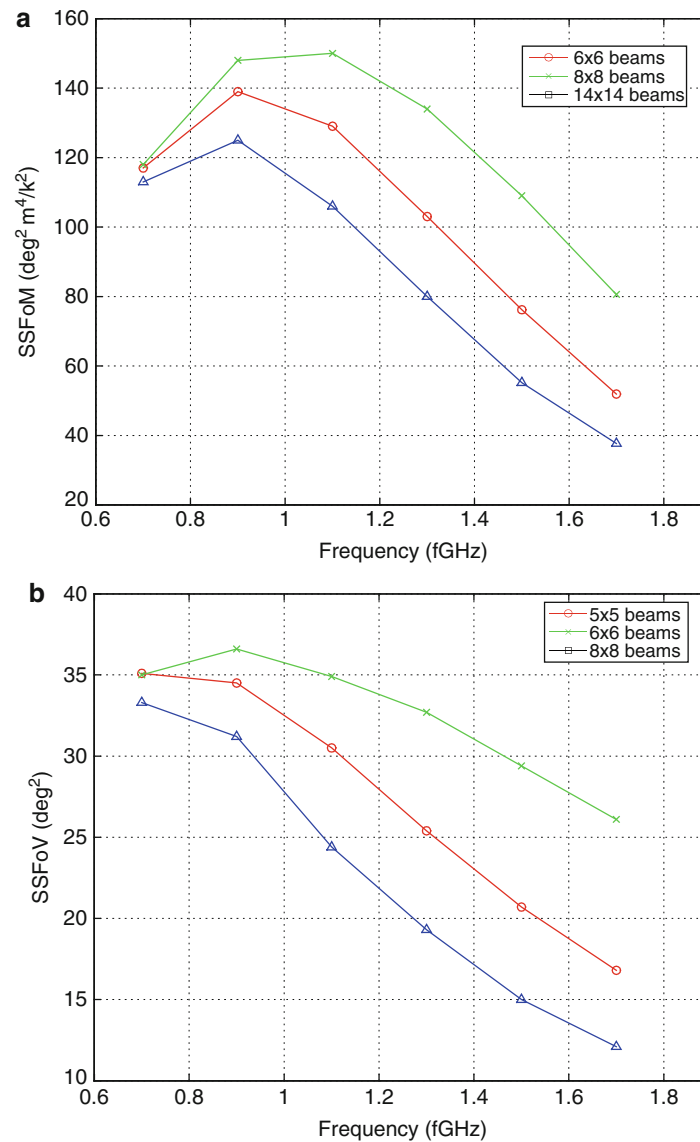 a
160
140
120
100
80
60
40
20
SSFoM (deg² m⁴/k²)
6x6 beams
8x8 beams
14x14 beams
0.6 0.8 1 1.2 1.4 1.6 1.8
Frequency (fGHz)
b
40
35
30
25
20
15
10
SSFoV (deg²)
5x5 beams
6x6 beams
8x8 beams
0.6 0.8 1 1.2 1.4 1.6 1.8
Frequency (fGHz)